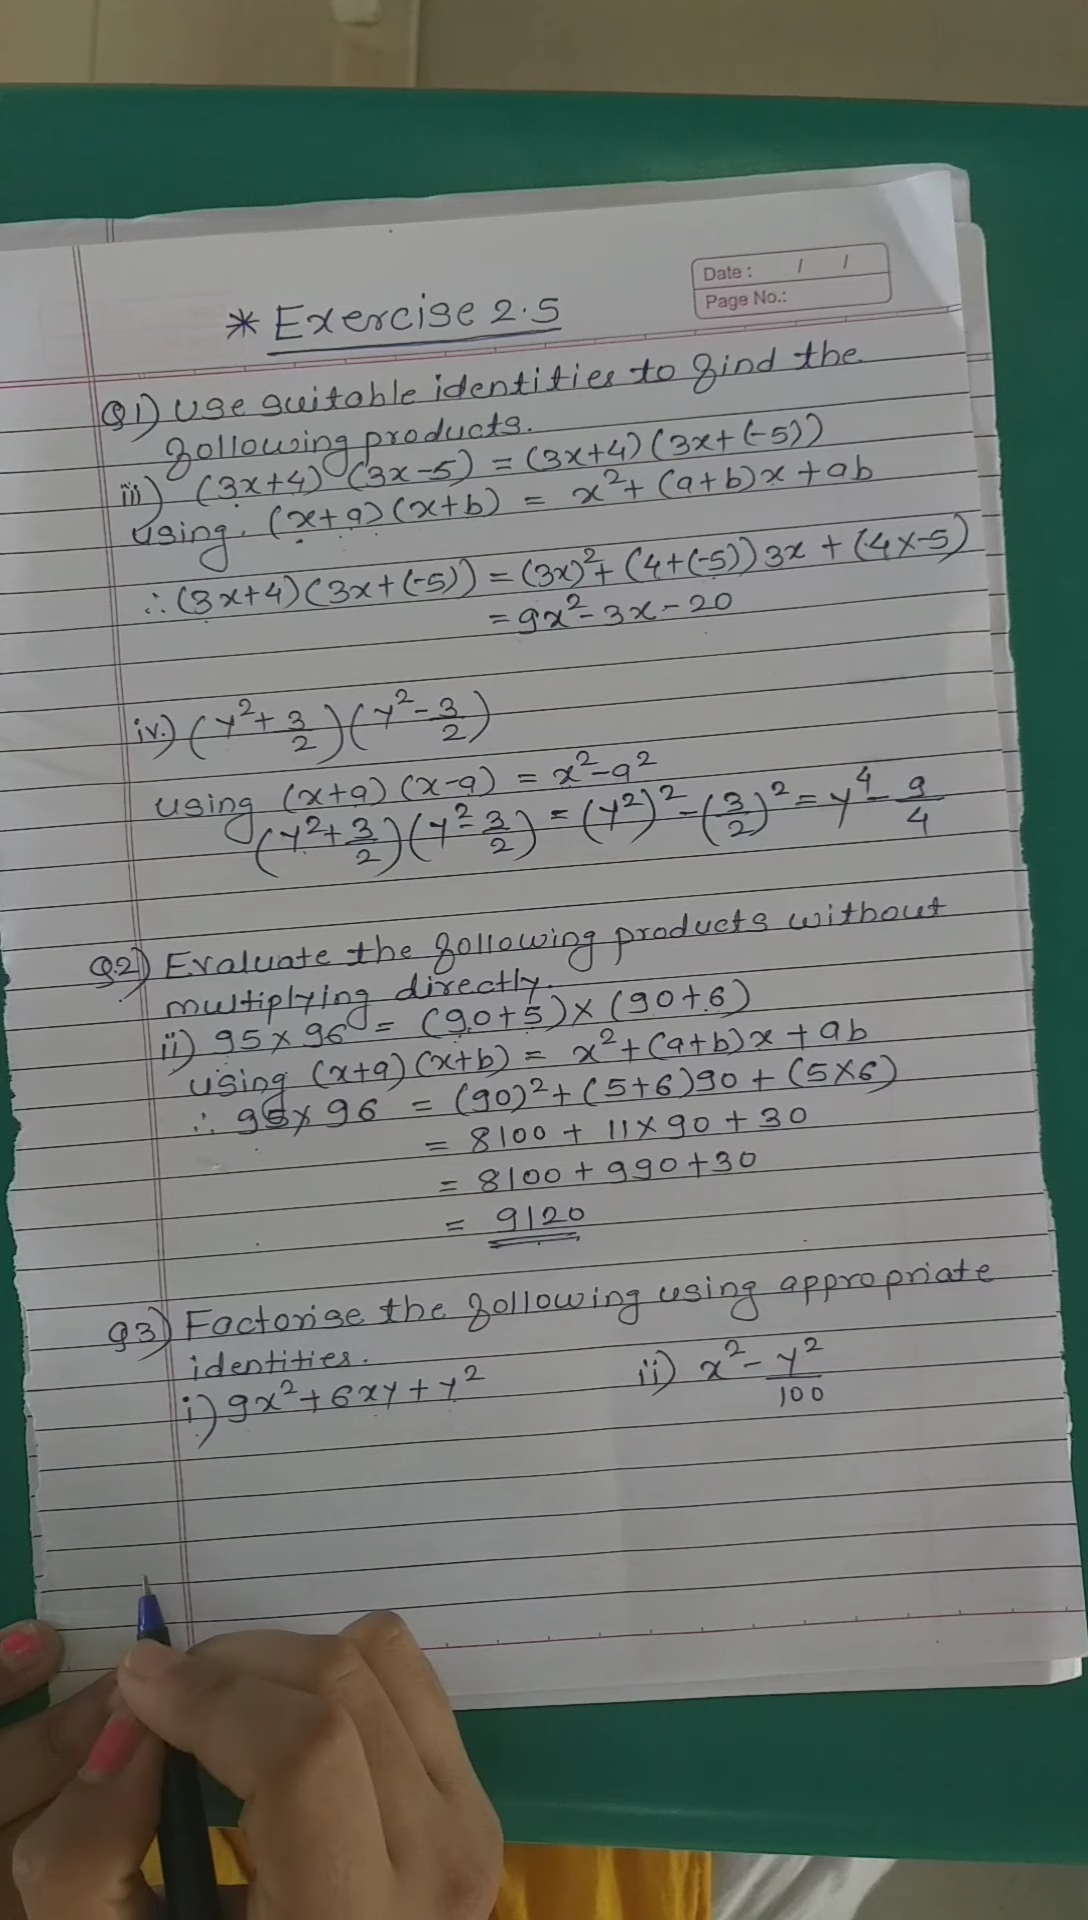 Date : / /
Page No.:
* Exercise 2.5
Q1) Use suitable identities to find the
following products.
iii) (3x+4) (3x-5) = (3x+4) (3x+(-5))
using. (x+a) (x+b) = x²+ (a+b)x + ab
∴ (3x+4) (3x+(-5)) = (3x)²+ (4+(-5)) 3x + (4×-5)
= 9x²- 3x - 20
iv.) (y²+ 3/2) (y²- 3/2)
using (x+a) (x-a) = x²-a²
(y²+ 3/2) (y²- 3/2) = (y²)² - (3/2)² = y⁴- 9/4
Q.2) Evaluate the following products without
multiplying directly.
ii) 95 × 96 = (90+5) × (90+6)
using (x+a) (x+b) = x²+(a+b)x + ab
∴ 95× 96 = (90)²+ (5+6)90 + (5×6)
= 8100 + 11×90 + 30
= 8100 + 990+30
= 9120
Q3) Factorise the following using appropriate
identities.
i) 9x²+6xy+y² ii) x²- y²/100